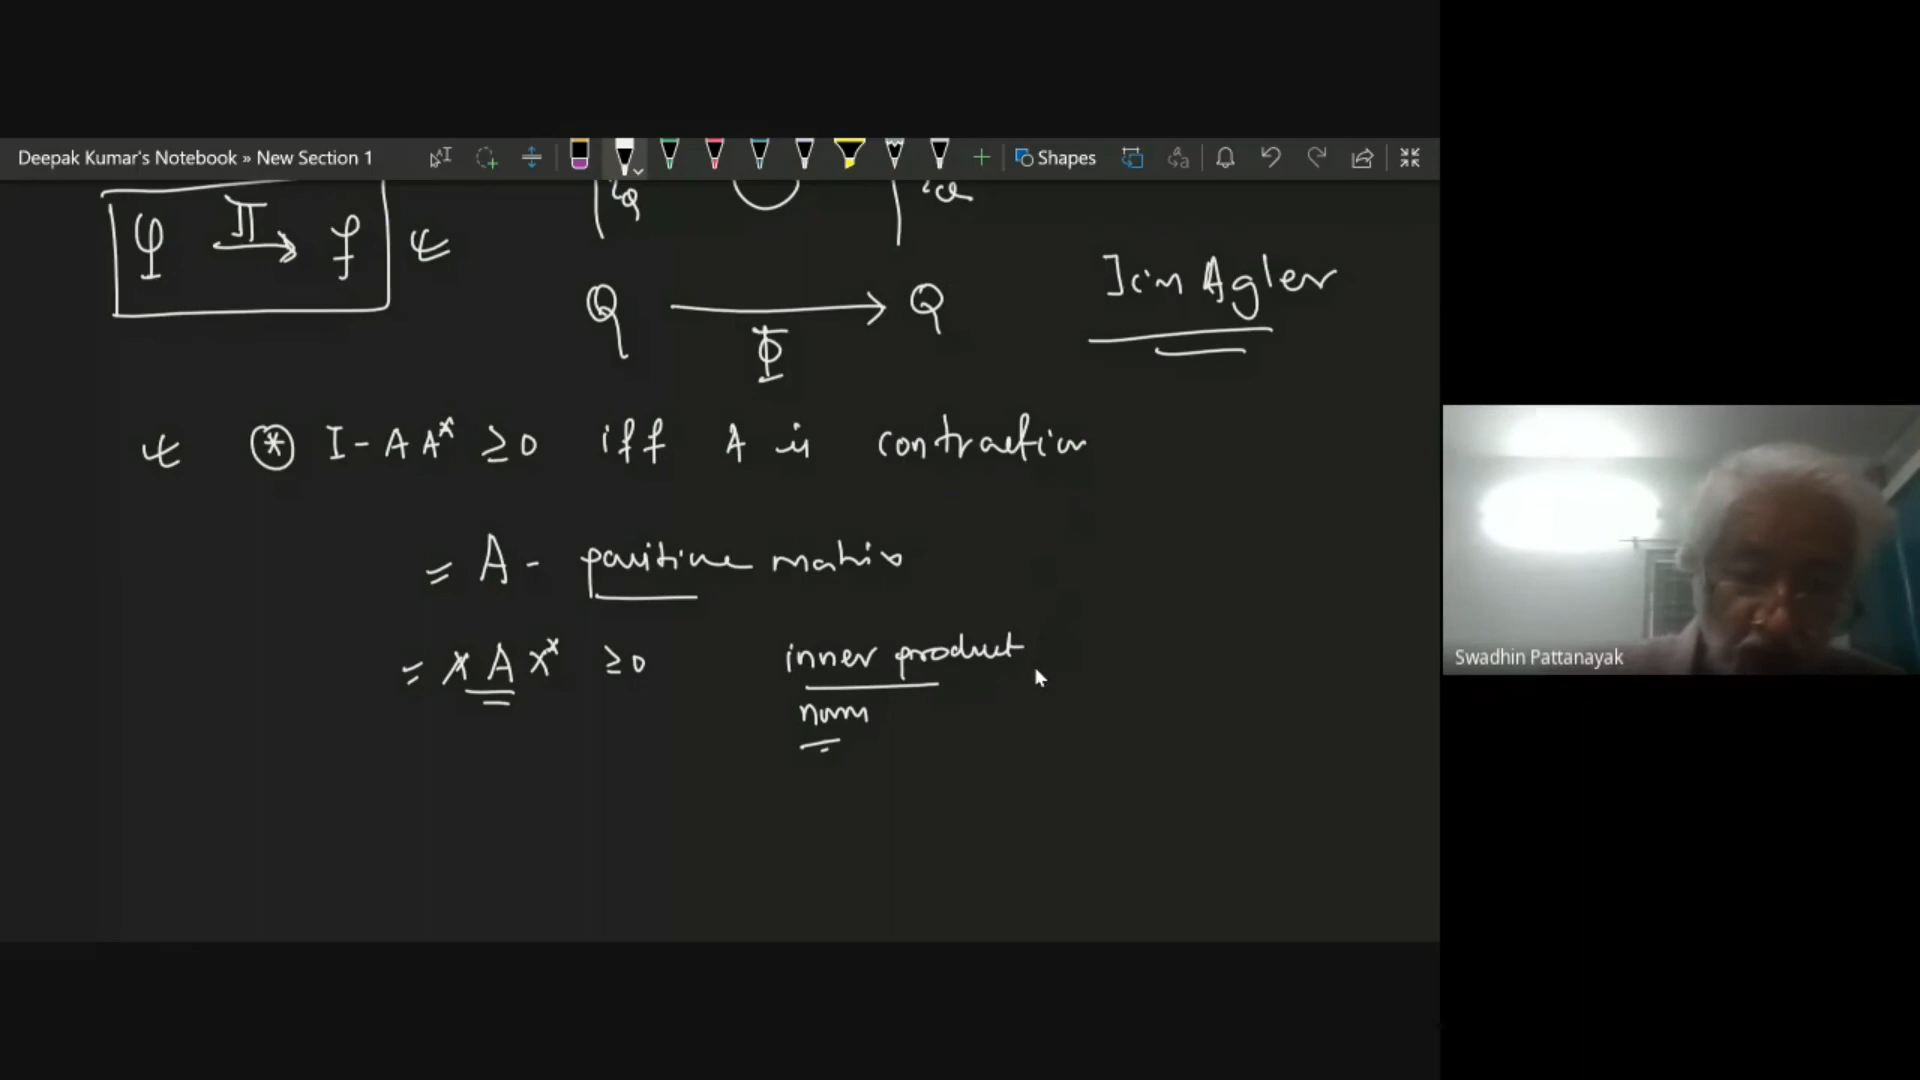 Deepak Kumar's Notebook » New Section 1
Shapes
φ —π→ f
Q ——→ Q
Φ
Jim Agler
⊛ I - A A* ≥ 0 iff A is contraction
= A - positive matrix
= x A x* ≥ 0
inner product
norm
Swadhin Pattanayak